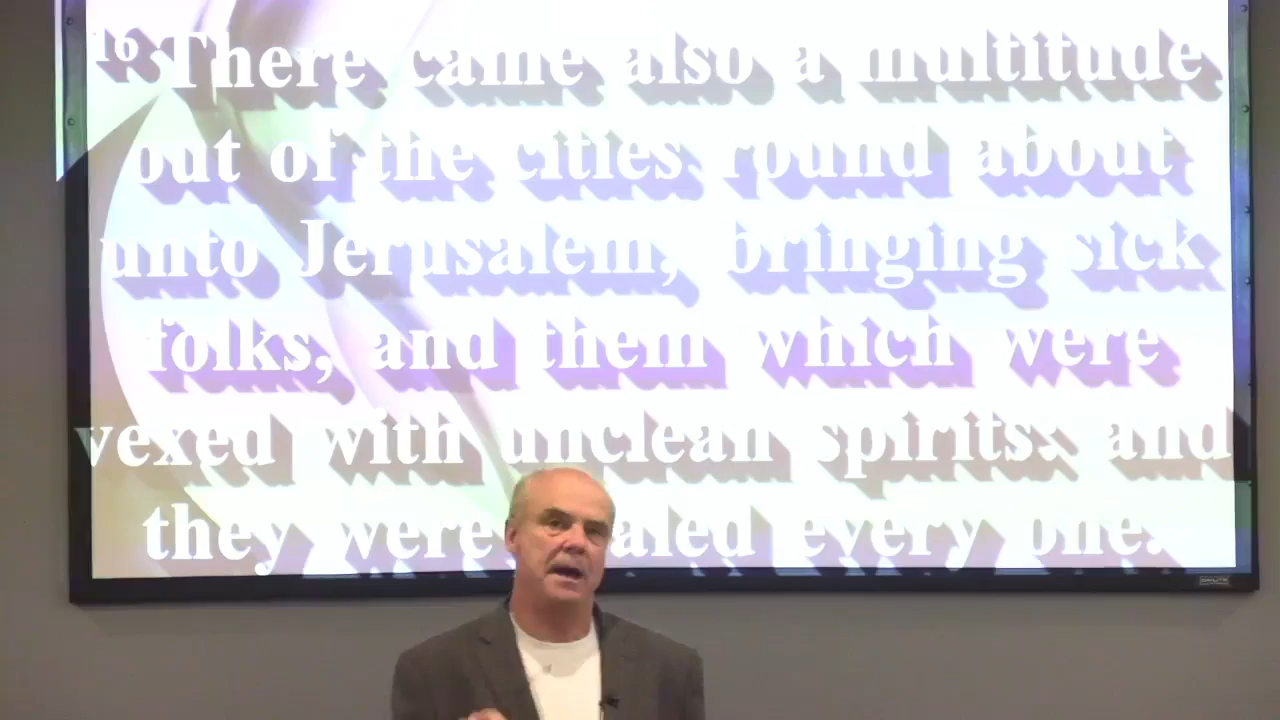 16 There came also a multitude
out of the cities round about
unto Jerusalem, bringing sick
folks, and them which were
vexed with unclean spirits: and
they were aled every one.